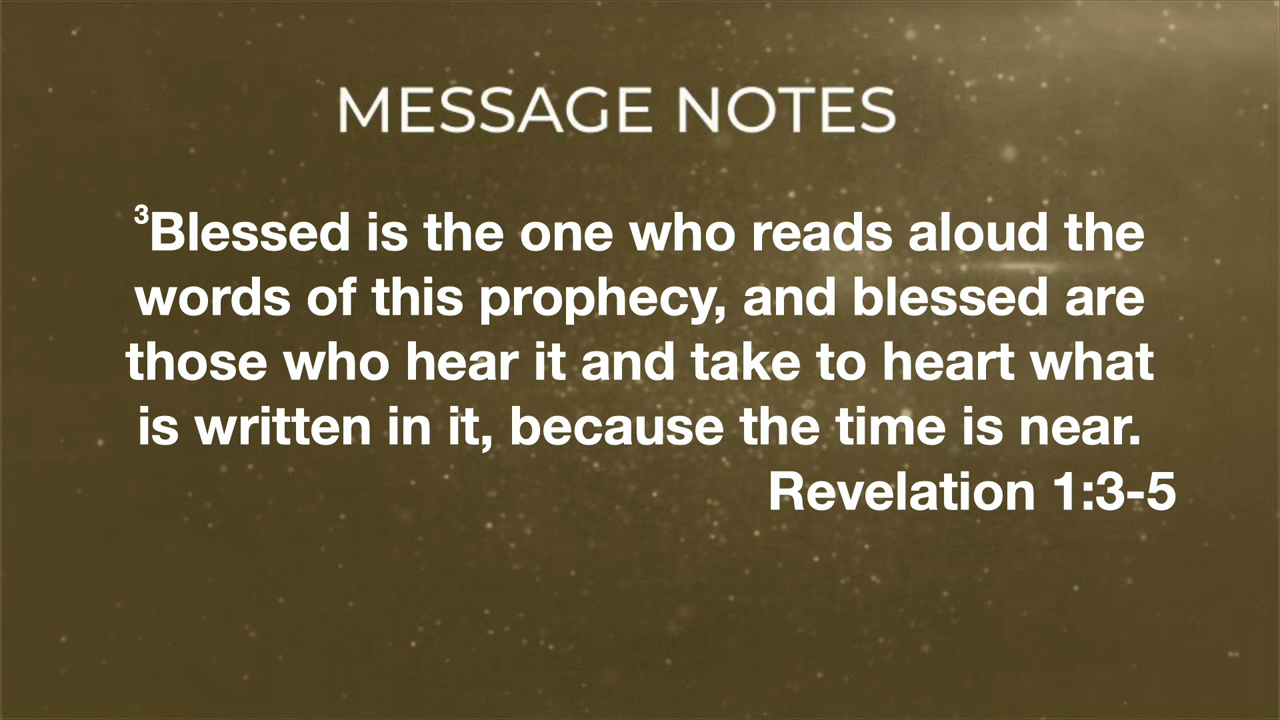 MESSAGE NOTES
³Blessed is the one who reads aloud the
words of this prophecy, and blessed are
those who hear it and take to heart what
is written in it, because the time is near.
Revelation 1:3-5